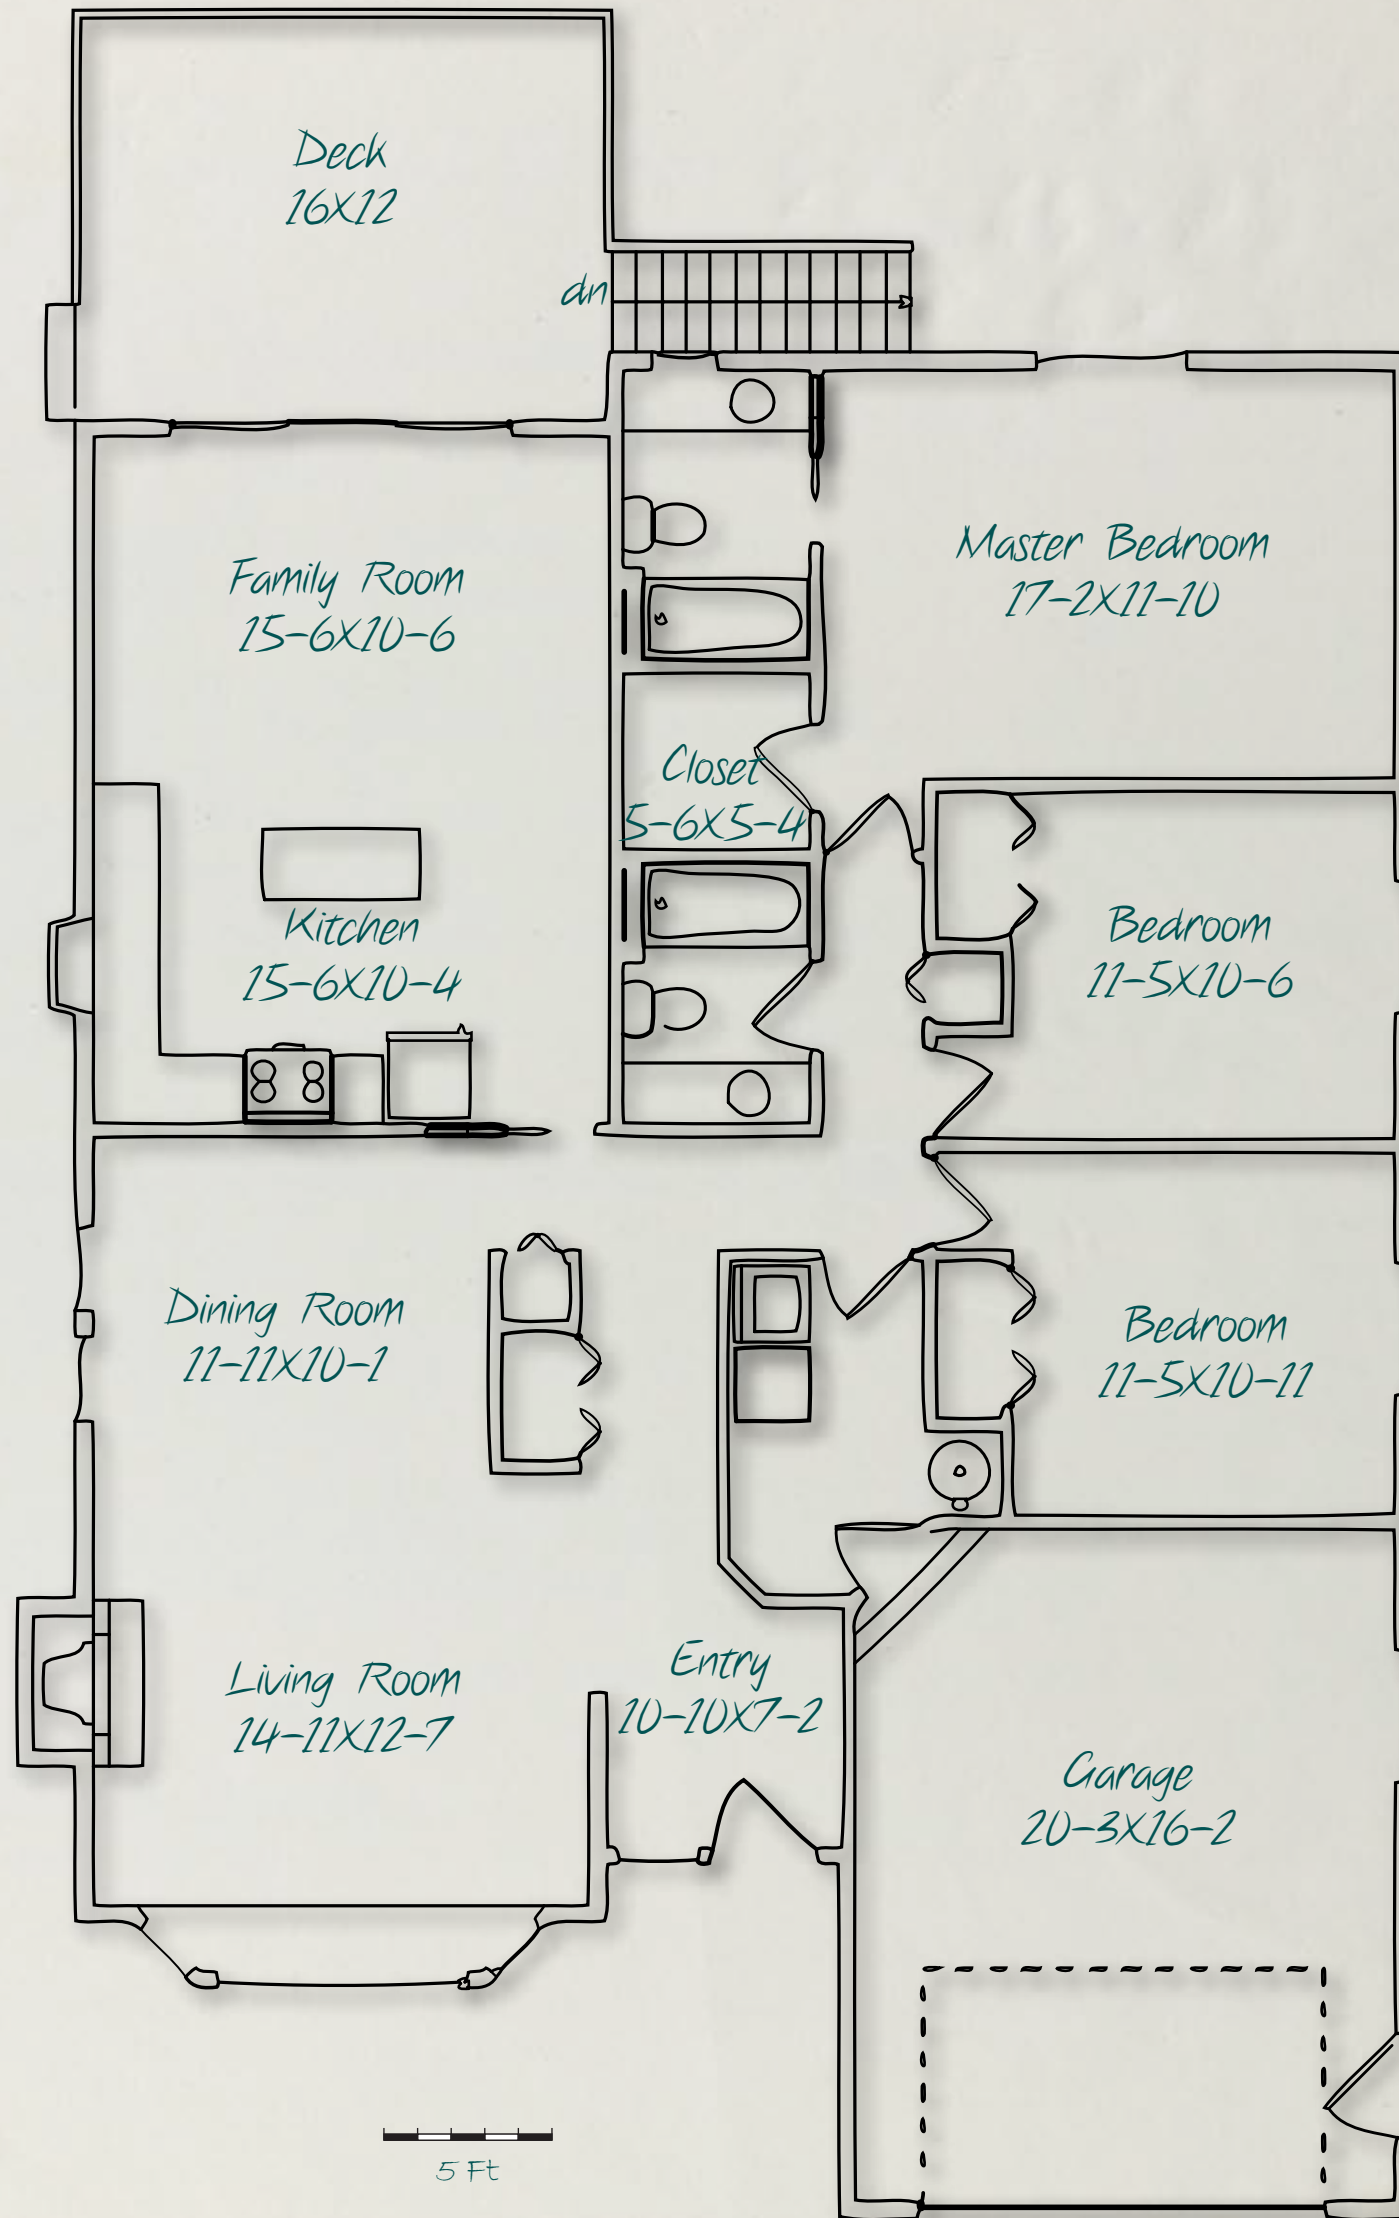 Deck
16X12
dn
Family Room
15-6X10-6
Master Bedroom
17-2X11-10
Closet
5-6X5-4
Kitchen
15-6X10-4
Bedroom
11-5X10-6
Dining Room
11-11X10-1
Bedroom
11-5X10-11
Living Room
14-11X12-7
Entry
10-10X7-2
Garage
20-3X16-2
5 Ft